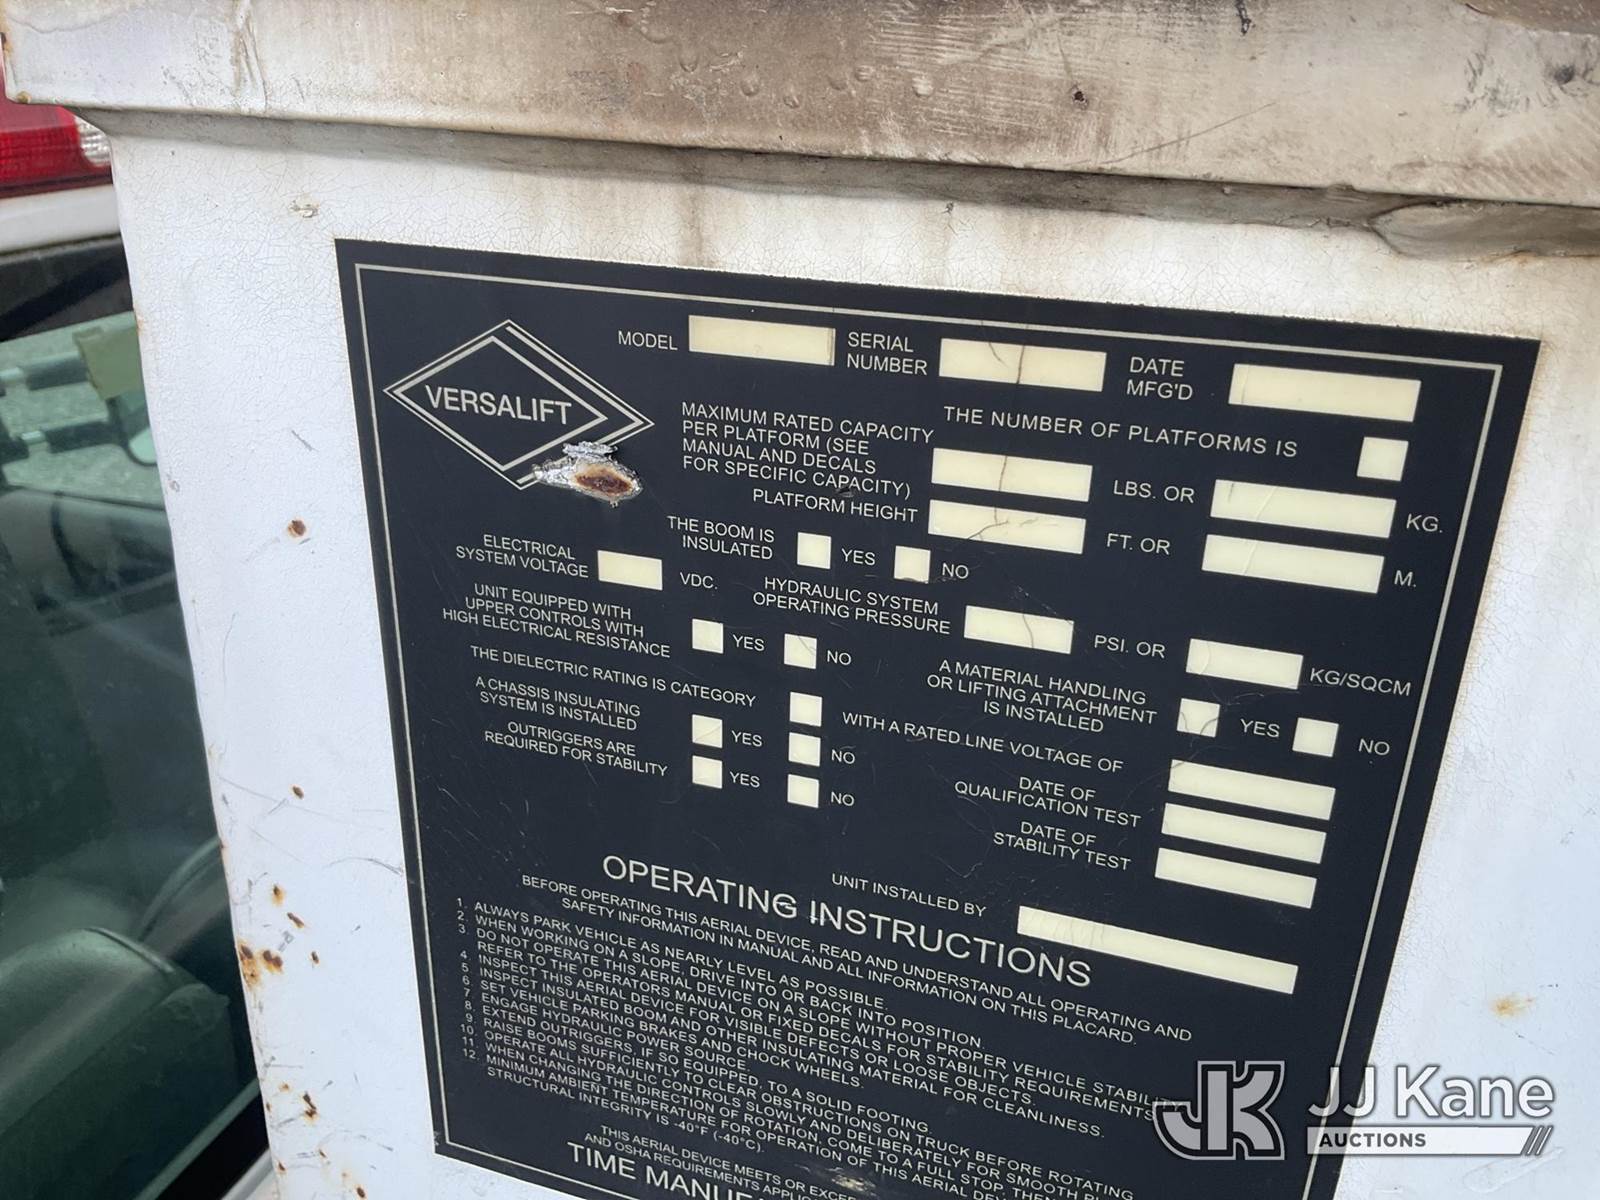 VERSALIFT
MODEL
SERIAL
NUMBER
DATE
MFG'D
THE NUMBER OF PLATFORMS IS
MAXIMUM RATED CAPACITY
PER PLATFORM (SEE
MANUAL AND DECALS
FOR SPECIFIC CAPACITY)
LBS. OR
KG.
PLATFORM HEIGHT
FT. OR
M.
THE BOOM IS
INSULATED
YES
NO
ELECTRICAL
SYSTEM VOLTAGE
VDC.
HYDRAULIC SYSTEM
OPERATING PRESSURE
PSI. OR
KG/SQCM
UNIT EQUIPPED WITH
UPPER CONTROLS WITH
HIGH ELECTRICAL RESISTANCE
YES
NO
A MATERIAL HANDLING
OR LIFTING ATTACHMENT
IS INSTALLED
YES
NO
THE DIELECTRIC RATING IS CATEGORY
WITH A RATED LINE VOLTAGE OF
A CHASSIS INSULATING
SYSTEM IS INSTALLED
YES
NO
DATE OF
QUALIFICATION TEST
OUTRIGGERS ARE
REQUIRED FOR STABILITY
YES
NO
DATE OF
STABILITY TEST
UNIT INSTALLED BY
OPERATING INSTRUCTIONS
BEFORE OPERATING THIS AERIAL DEVICE, READ AND UNDERSTAND ALL OPERATING AND
SAFETY INFORMATION IN MANUAL AND ALL INFORMATION ON THIS PLACARD.
1. ALWAYS PARK VEHICLE AS NEARLY LEVEL AS POSSIBLE.
2. WHEN WORKING ON A SLOPE, DRIVE INTO OR BACK INTO POSITION.
3. DO NOT OPERATE THIS AERIAL DEVICE ON A SLOPE WITHOUT PROPER VEHICLE STABILITY
REFER TO THE OPERATORS MANUAL OR FIXED DECALS FOR STABILITY REQUIREMENTS
4. INSPECT THIS AERIAL DEVICE FOR VISIBLE DEFECTS OR LOOSE OBJECTS.
5. INSPECT INSULATED BOOM AND OTHER INSULATING MATERIAL FOR CLEANLINESS.
6. SET VEHICLE PARKING BRAKES AND CHOCK WHEELS.
7. ENGAGE HYDRAULIC POWER SOURCE.
8. EXTEND OUTRIGGERS, IF SO EQUIPPED, TO A SOLID FOOTING.
9. RAISE BOOMS SUFFICIENTLY TO CLEAR OBSTRUCTIONS ON TRUCK BEFORE ROTATING
10. OPERATE ALL HYDRAULIC CONTROLS SLOWLY AND DELIBERATELY FOR SMOOTH
11. WHEN CHANGING THE DIRECTION OF ROTATION, COME TO A FULL STOP, THEN
12. MINIMUM AMBIENT TEMPERATURE FOR OPERATION OF THIS AERIAL
STRUCTURAL INTEGRITY IS -40°F (-40°C).
THIS AERIAL DEVICE MEETS OR
AND OSHA REQUIREMENTS
TIME
JK JJ Kane
AUCTIONS